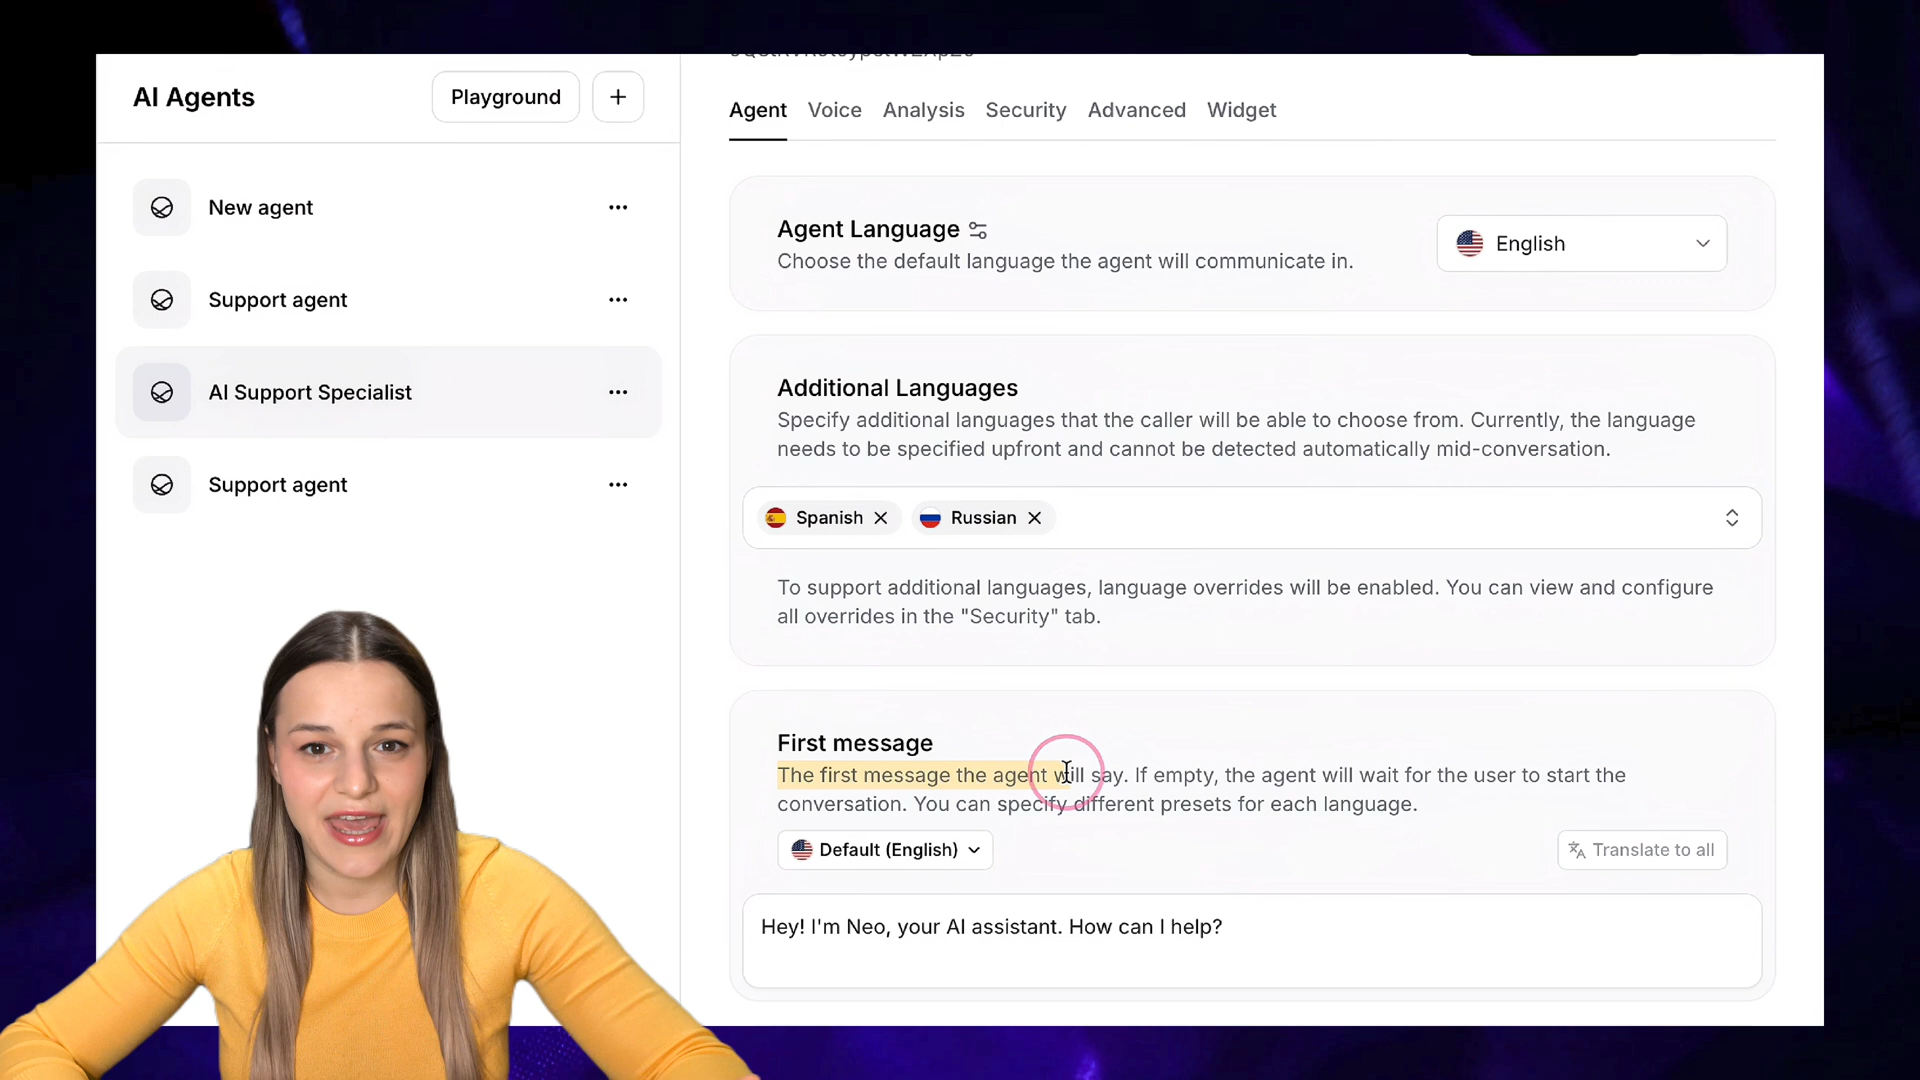 AI Agents
Playground
+
New agent
Support agent
AI Support Specialist
Support agent
Agent Voice Analysis Security Advanced Widget
Agent Language
Choose the default language the agent will communicate in.
English
Additional Languages
Specify additional languages that the caller will be able to choose from. Currently, the language
needs to be specified upfront and cannot be detected automatically mid-conversation.
Spanish
Russian
To support additional languages, language overrides will be enabled. You can view and configure
all overrides in the "Security" tab.
First message
The first message the agent will say. If empty, the agent will wait for the user to start the
conversation. You can specify different presets for each language.
Default (English)
Translate to all
Hey! I'm Neo, your AI assistant. How can I help?